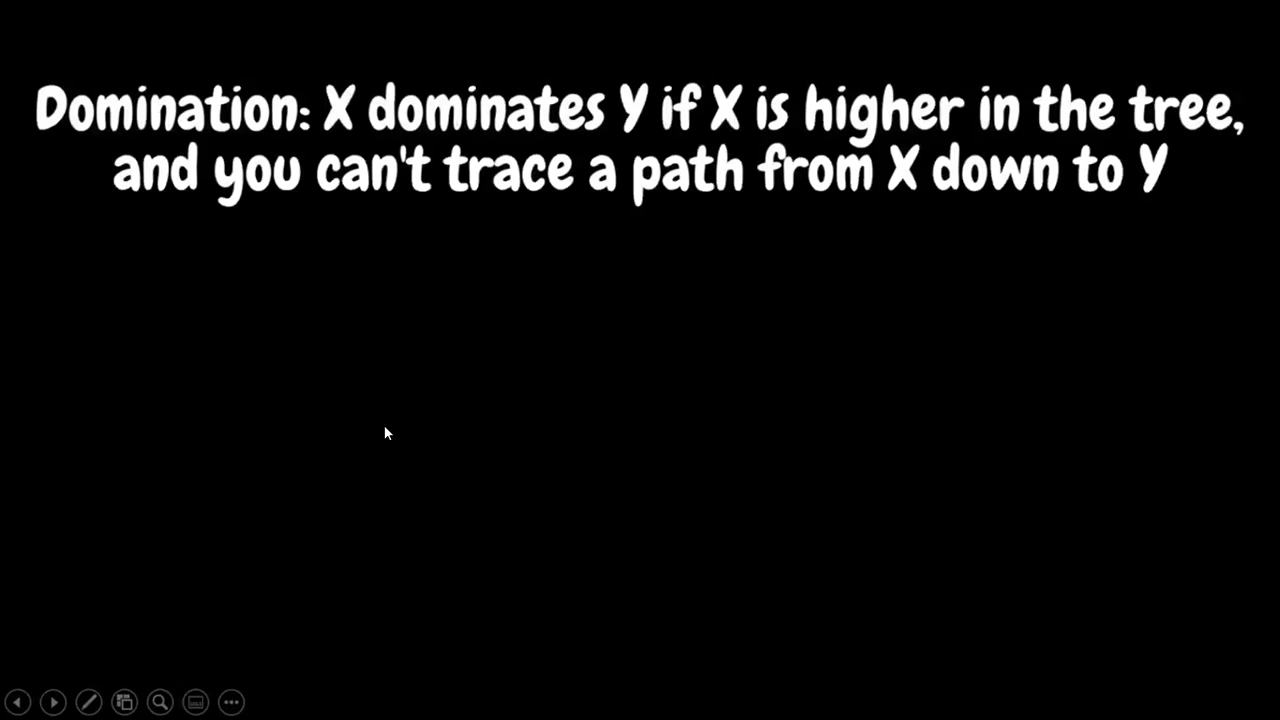 Domination: X dominates Y if X is higher in the tree,
and you can't trace a path from X down to Y